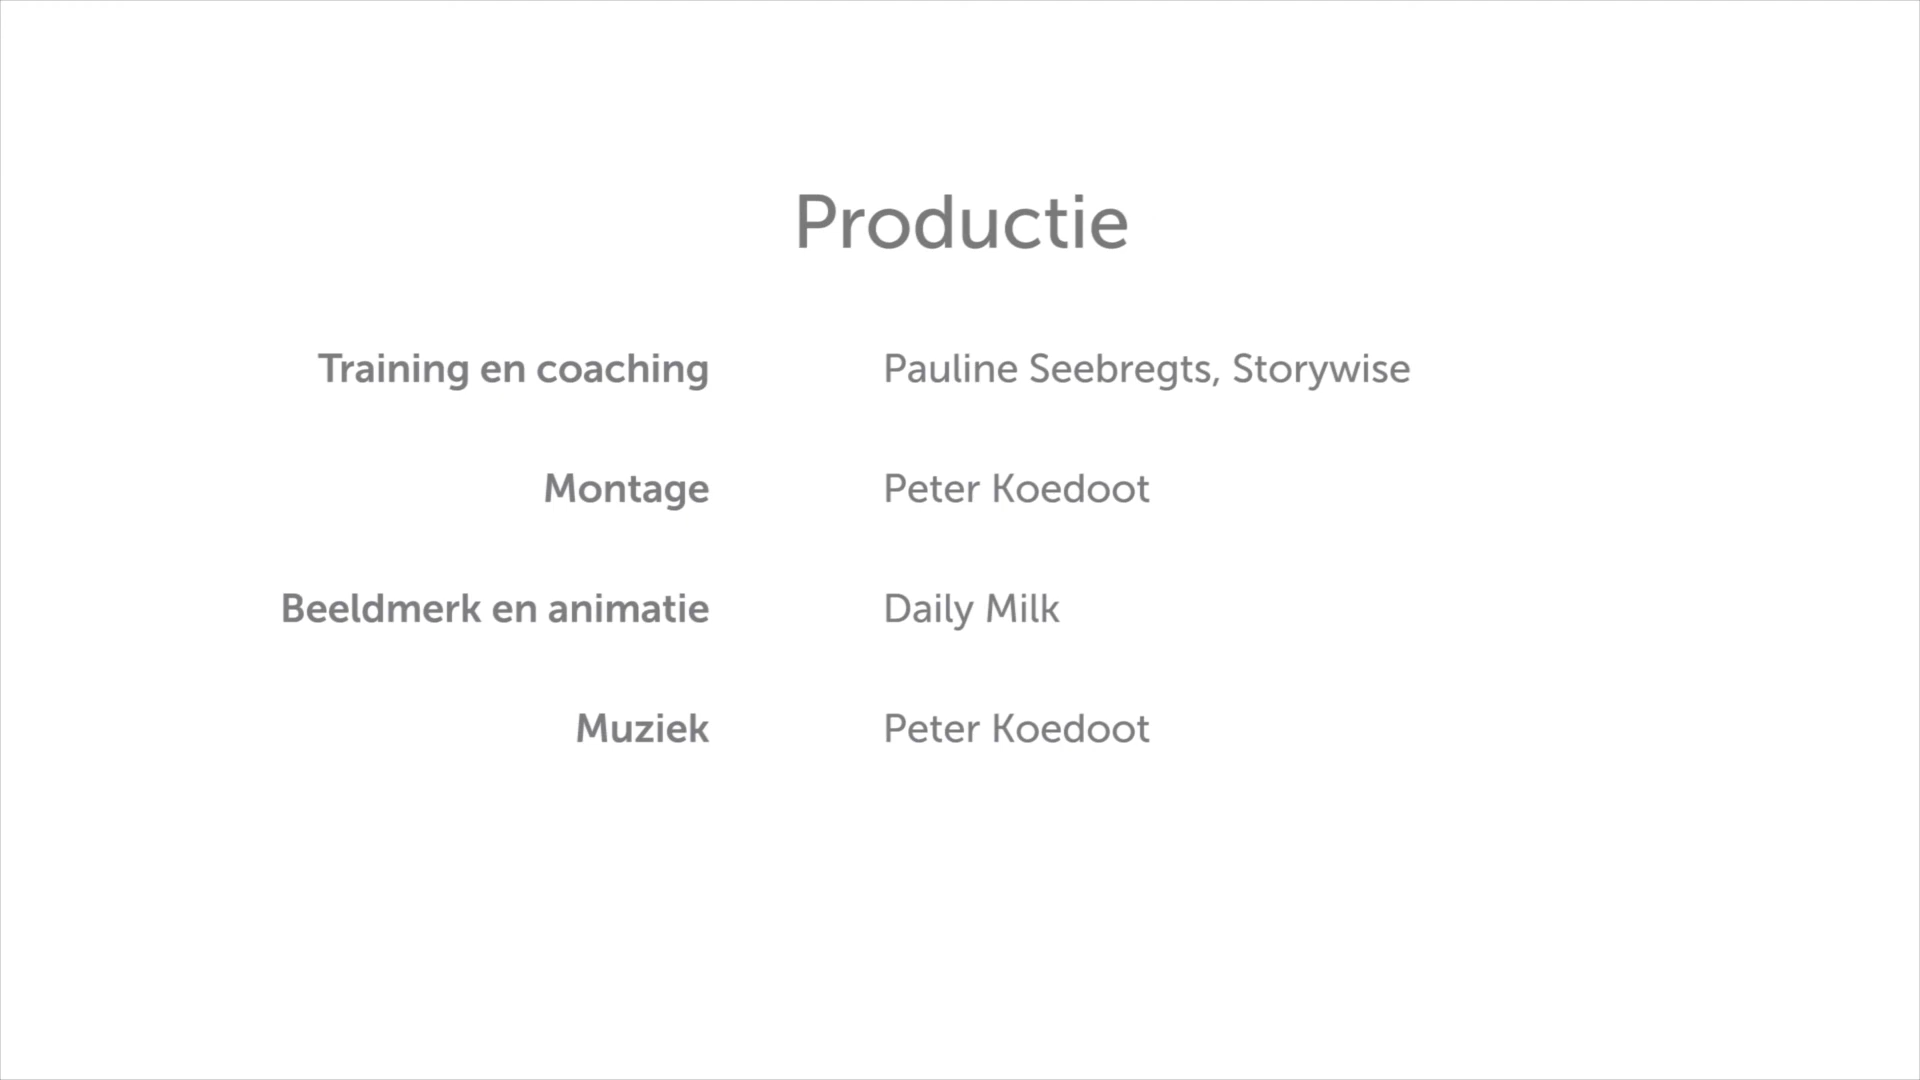 Productie
Training en coaching Pauline Seebregts, Storywise
Montage Peter Koedoot
Beeldmerk en animatie Daily Milk
Muziek Peter Koedoot